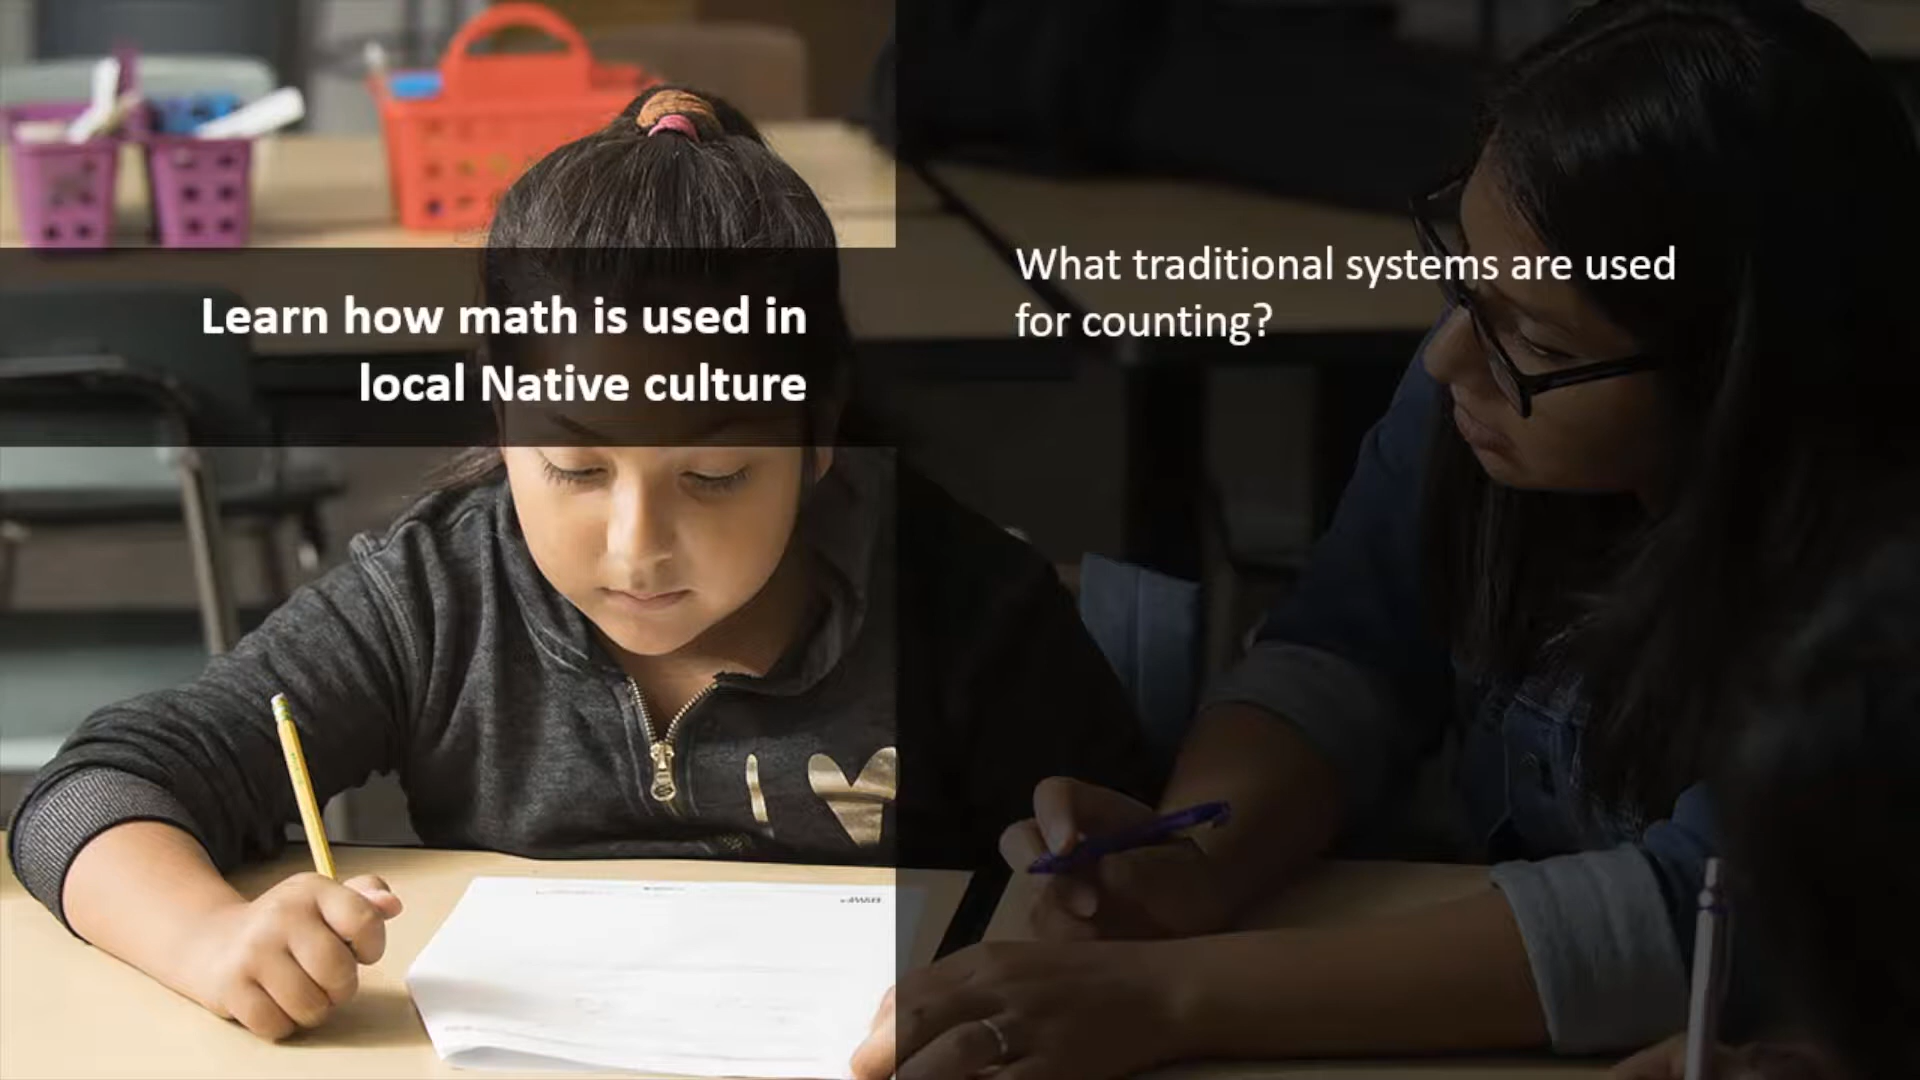 Learn how math is used in
local Native culture
What traditional systems are used
for counting?